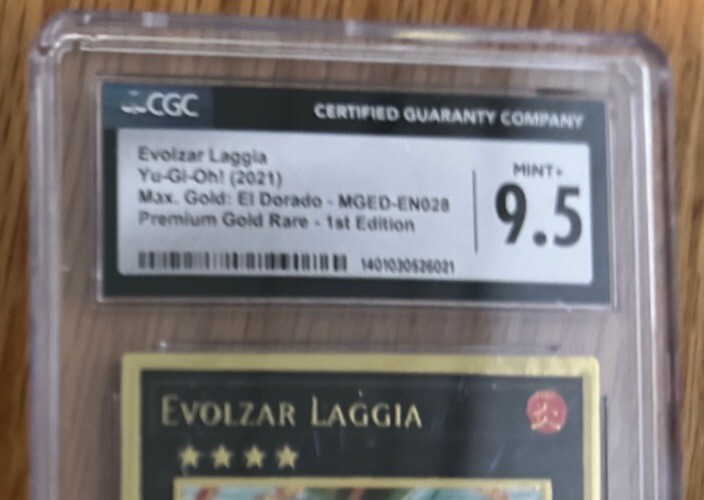 CGC CERTIFIED GUARANTY COMPANY
Evolzar Laggia
Yu-Gi-Oh! (2021)
Max. Gold: El Dorado - MGED-EN028
Premium Gold Rare - 1st Edition
MINT+
9.5
1401030526021
EVOLZAR LAGGIA
炎